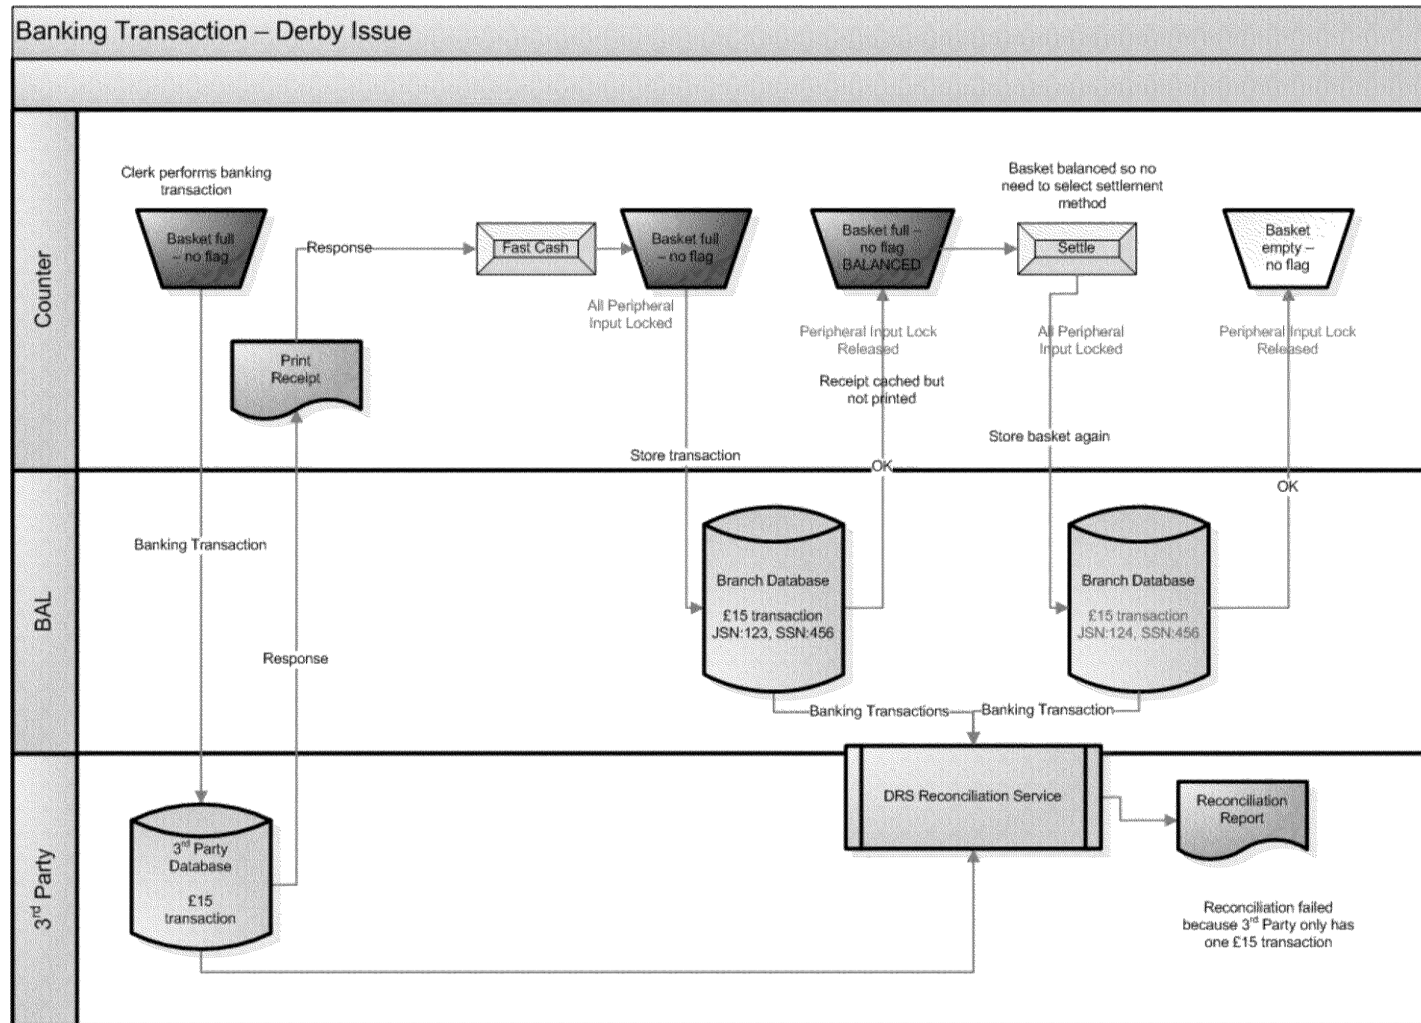 Banking Transaction – Derby Issue
Counter
Clerk performs banking
transaction
Basket full
– no flag
Response
Fast Cash
Basket full
– no flag
All Peripheral
Input Locked
Basket full –
no flag
BALANCED
Basket balanced so no
need to select settlement
method
Settle
Basket
empty –
no flag
Print
Receipt
Peripheral Input Lock
Released
All Peripheral
Input Locked
Peripheral Input Lock
Released
Receipt cached but
not printed
Store transaction
Store basket again
OK
OK
BAL
Banking Transaction
Response
Branch Database
£15 transaction
JSN:123, SSN:456
Branch Database
£15 transaction
JSN:124, SSN:456
Banking Transactions
Banking Transaction
3rd Party
3rd Party
Database
£15
transaction
DRS Reconciliation Service
Reconciliation
Report
Reconciliation failed
because 3rd Party only has
one £15 transaction